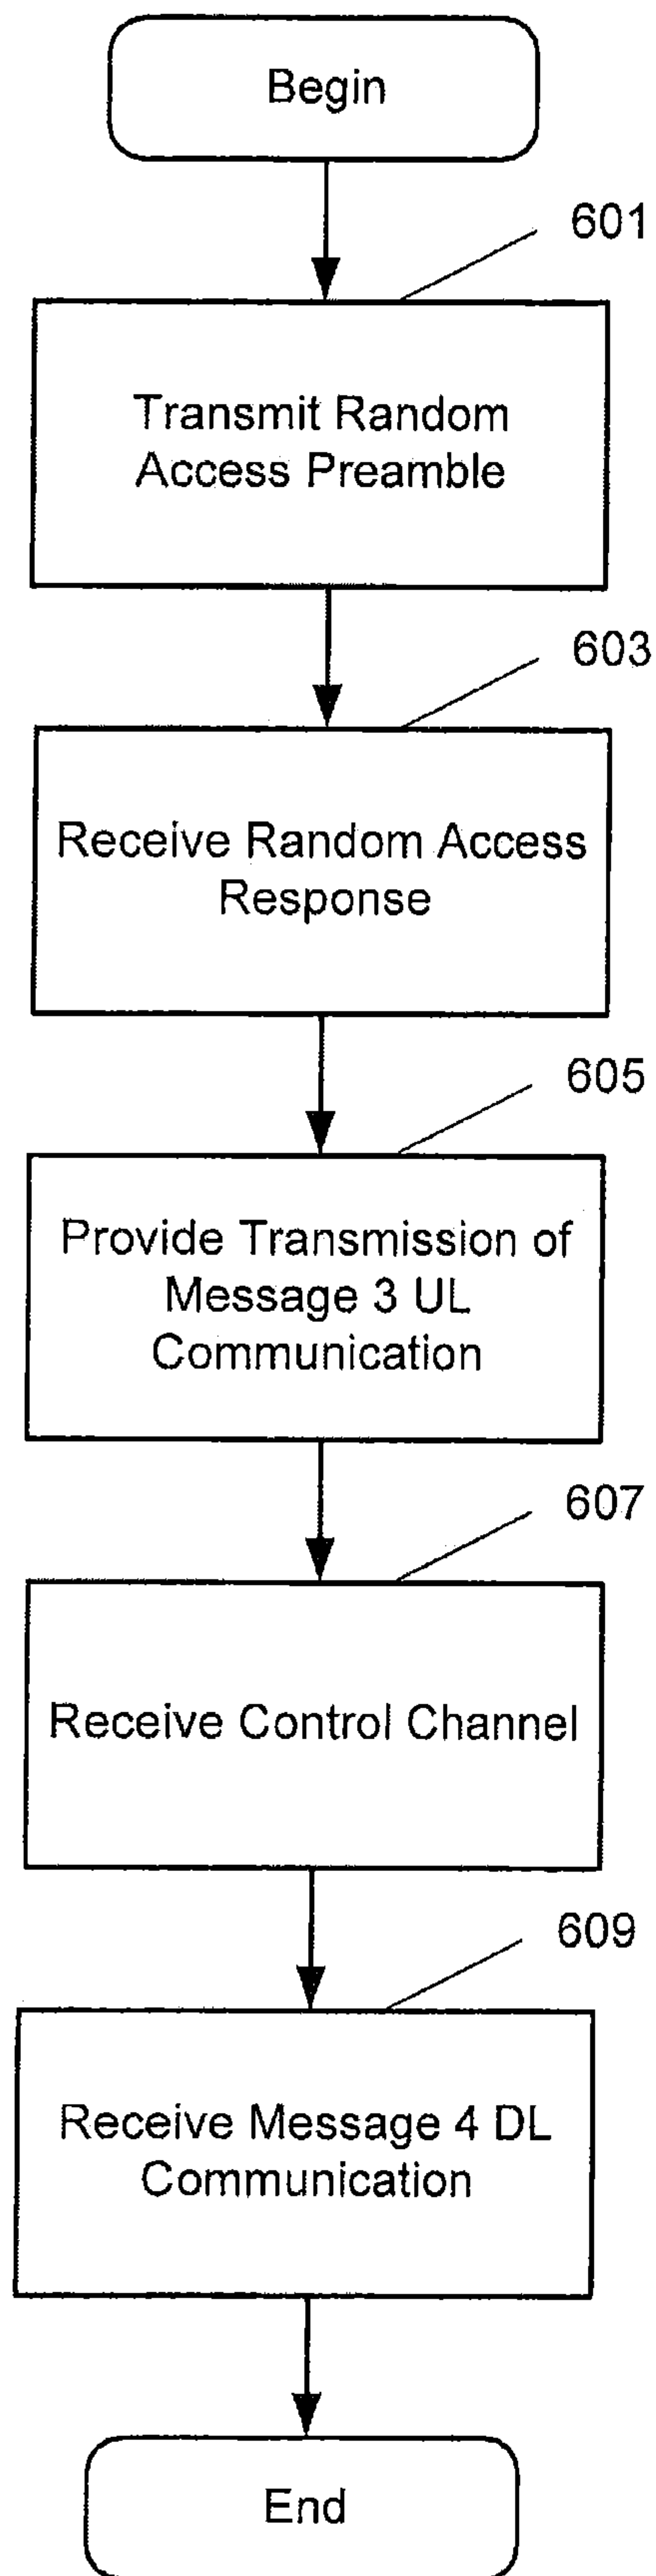 Begin
601
Transmit Random
Access Preamble
603
Receive Random Access
Response
605
Provide Transmission of
Message 3 UL
Communication
607
Receive Control Channel
609
Receive Message 4 DL
Communication
End